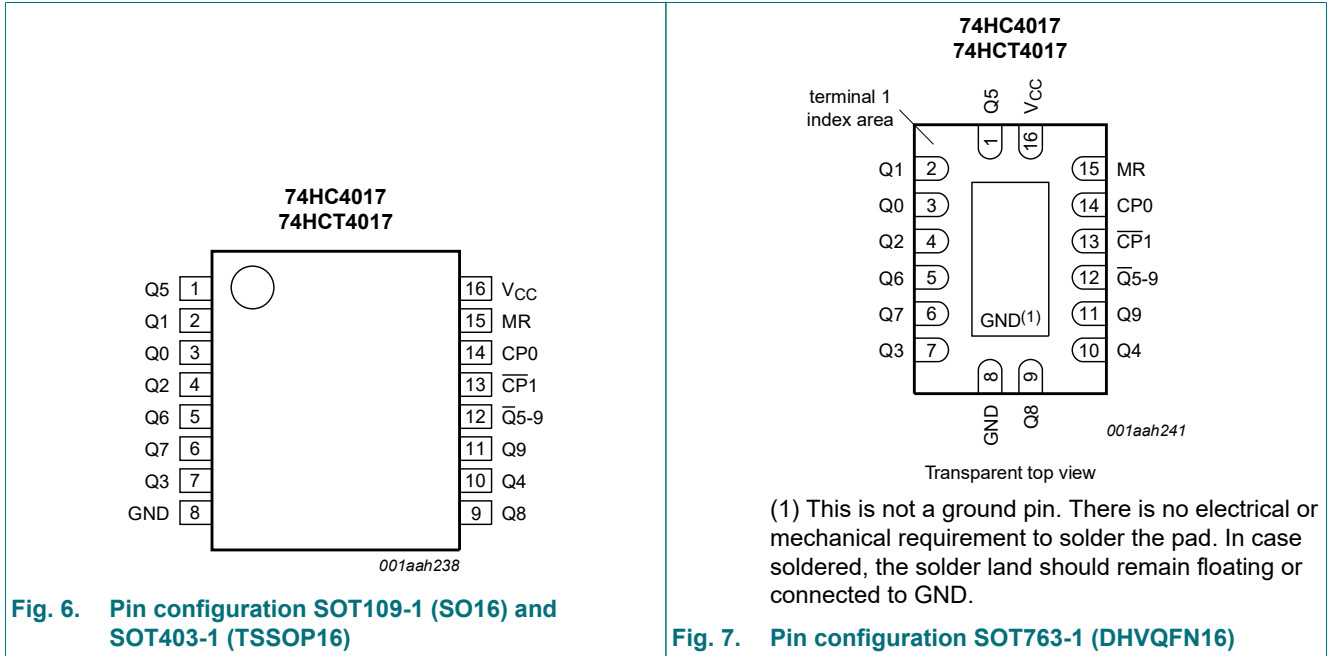 74HC4017
74HCT4017
Q5 1
Q1 2
Q0 3
Q2 4
Q6 5
Q7 6
Q3 7
GND 8
16 VCC
15 MR
14 CP0
13 C̅P̅1
12 Q̅5-9
11 Q9
10 Q4
9 Q8
001aah238
Fig. 6. Pin configuration SOT109-1 (SO16) and
SOT403-1 (TSSOP16)
74HC4017
74HCT4017
terminal 1
index area
Q5
VCC
1
16
Q1 2
Q0 3
Q2 4
Q6 5
Q7 6
Q3 7
15 MR
14 CP0
13 C̅P̅1
12 Q̅5-9
11 Q9
10 Q4
GND(1)
8
9
GND
Q8
001aah241
Transparent top view
(1) This is not a ground pin. There is no electrical or
mechanical requirement to solder the pad. In case
soldered, the solder land should remain floating or
connected to GND.
Fig. 7. Pin configuration SOT763-1 (DHVQFN16)